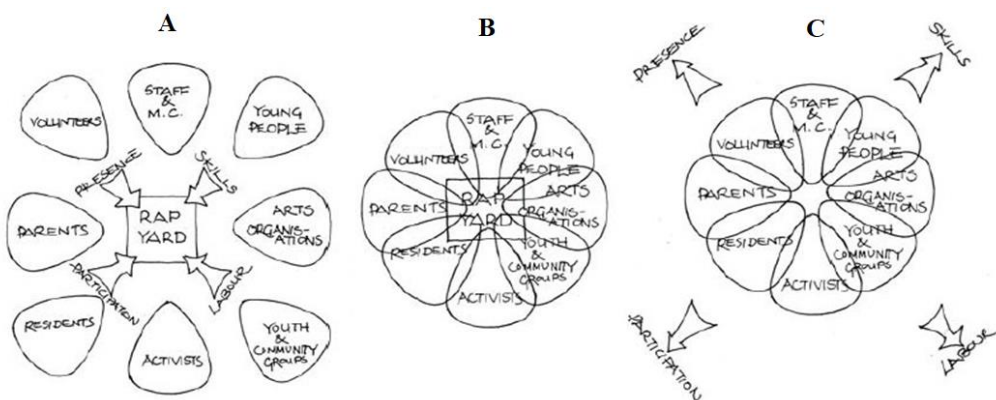 A
STAFF
&
M.C.
VOLUNTEERS
YOUNG
PEOPLE
PRESENCE
SKILLS
RAP
YARD
PARENTS
ARTS
ORGANISATIONS
PARTICIPATION
LABOUR
RESIDENTS
ACTIVISTS
YOUTH
&
COMMUNITY
GROUPS
B
STAFF
&
M.C.
VOLUNTEERS
YOUNG
PEOPLE
RAP
YARD
PARENTS
ARTS
ORGANIS-
ATIONS
RESIDENTS
YOUTH
&
COMMUNITY
GROUPS
ACTIVISTS
C
PRESENCE
SKILLS
STAFF
&
M.C.
VOLUNTEERS
YOUNG
PEOPLE
PARENTS
ARTS
ORGANIS-
ATIONS
RESIDENTS
YOUTH
&
COMMUNITY
GROUPS
ACTIVISTS
PARTICIPATION
LABOUR